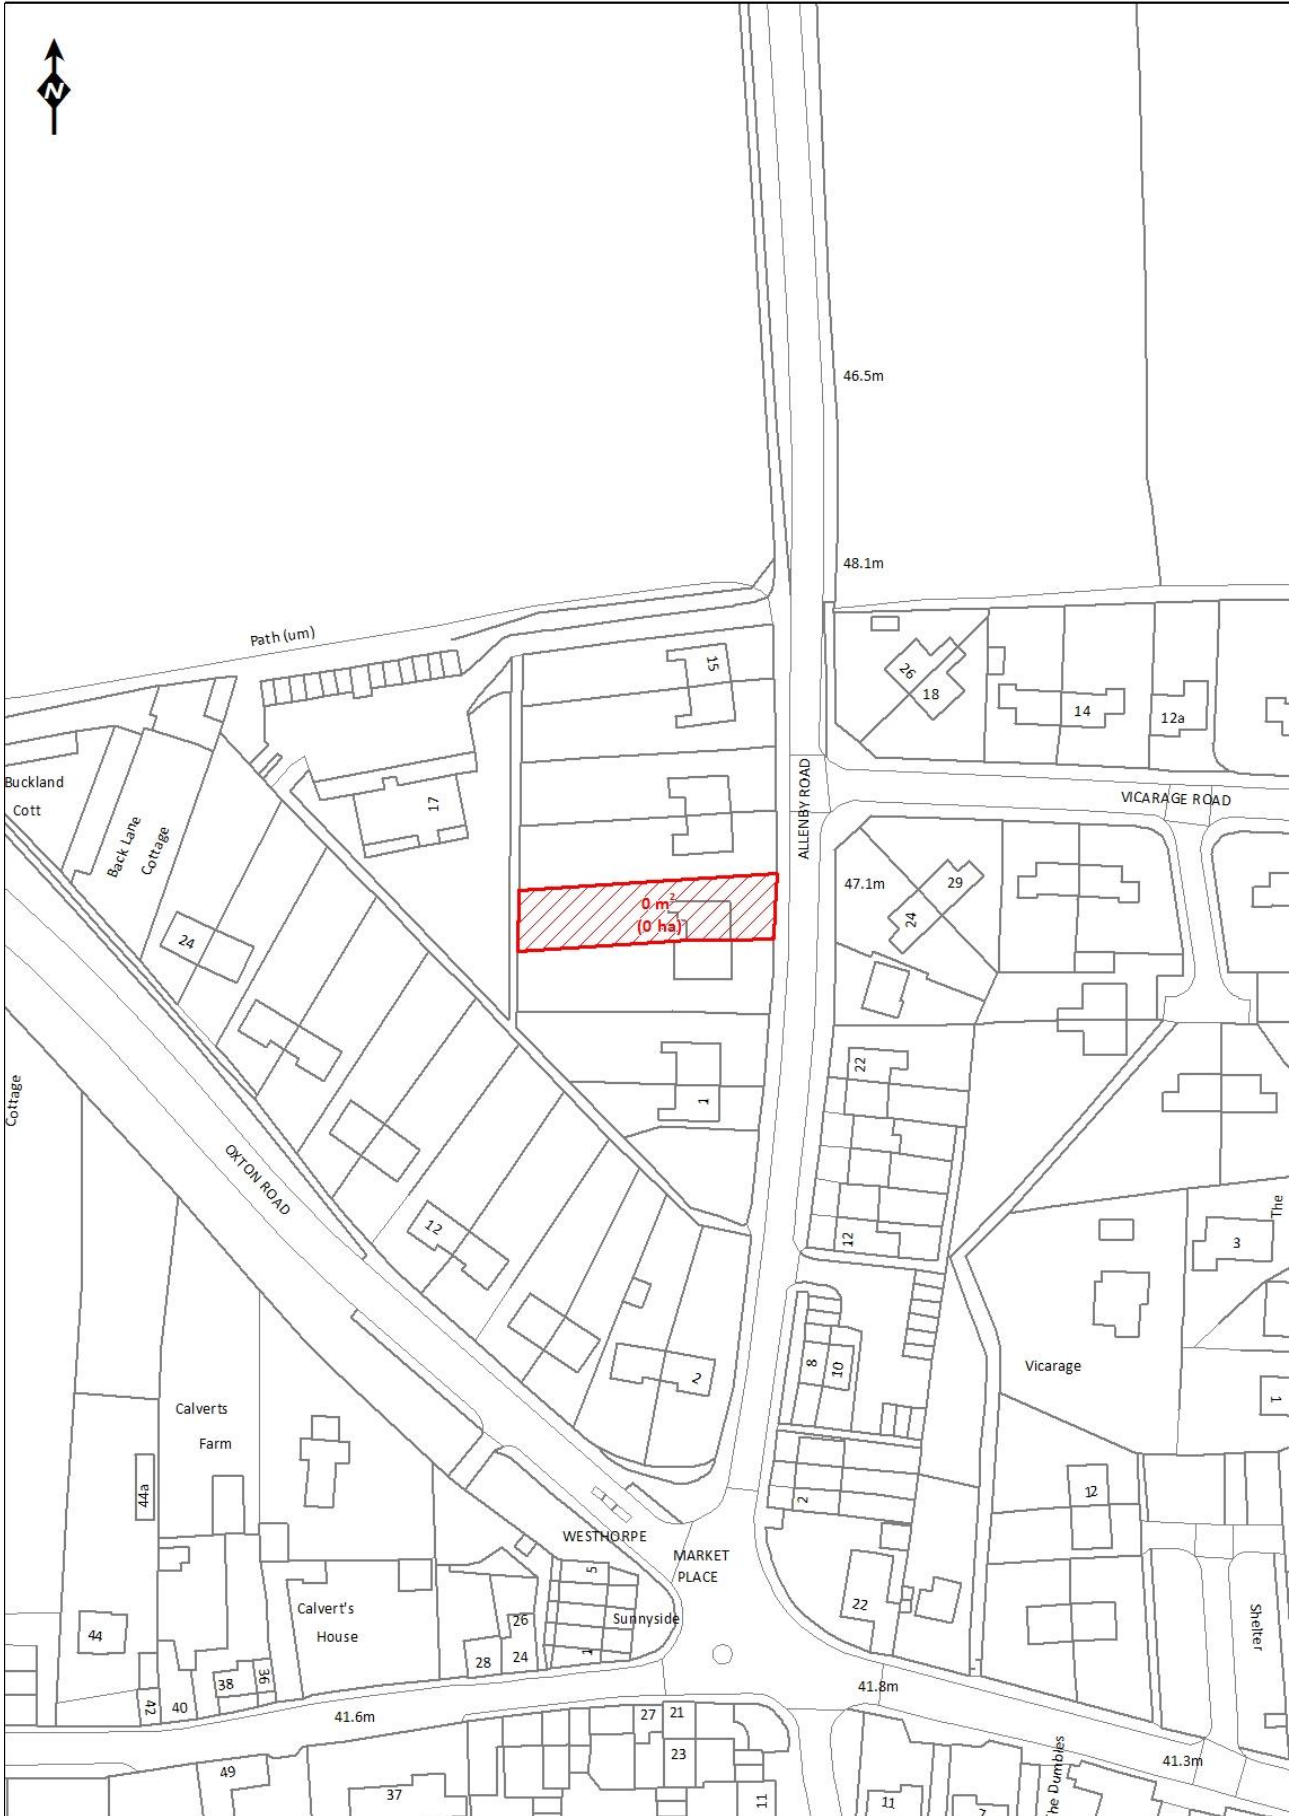 N
46.5m
48.1m
Path (um)
15
26
18
14
12a
Buckland
Cott
Back Lane
Cottage
17
ALLENBY ROAD
VICARAGE ROAD
47.1m
29
24
0 m²
(0 ha)
24
22
1
Cottage
OXTON ROAD
12
12
The
3
8
10
2
Vicarage
1
Calverts
Farm
44a
2
12
WESTHORPE
MARKET
PLACE
5
Sunnyside
1
22
Shelter
Calvert's
House
26
24
28
44
38
36
42
40
41.6m
41.8m
27
21
23
41.3m
49
37
11
11
7
The Dumbles